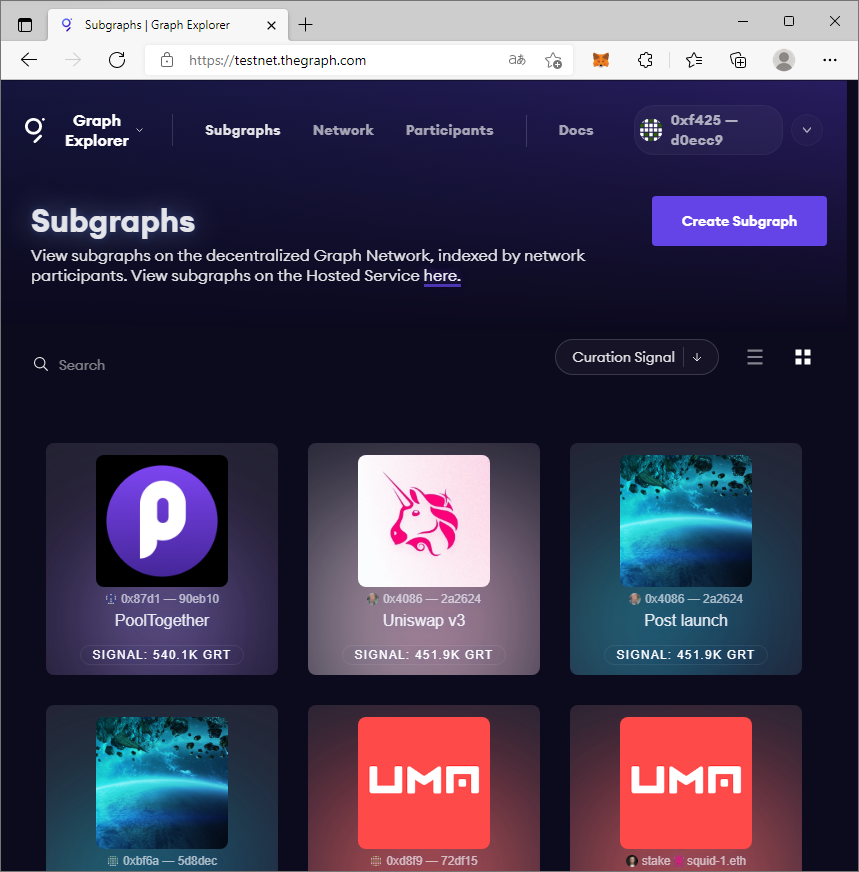 Subgraphs | Graph Explorer
https://testnet.thegraph.com
aあ
Graph
Explorer
Subgraphs
Network
Participants
Docs
0xf425 —
d0ecc9
Subgraphs
Create Subgraph
View subgraphs on the decentralized Graph Network, indexed by network
participants. View subgraphs on the Hosted Service here.
Search
Curation Signal
0x87d1 — 90eb10
PoolTogether
SIGNAL: 540.1K GRT
0x4086 — 2a2624
Uniswap v3
SIGNAL: 451.9K GRT
0x4086 — 2a2624
Post launch
SIGNAL: 451.9K GRT
0xbf6a — 5d8dec
UMA
0xd8f9 — 72df15
UMA
stake squid-1.eth